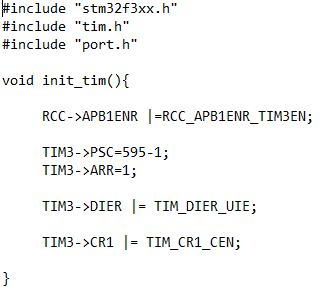 #include "stm32f3xx.h"
#include "tim.h"
#include "port.h"
void init_tim(){
RCC->APB1ENR |=RCC_APB1ENR_TIM3EN;
TIM3->PSC=595-1;
TIM3->ARR=1;
TIM3->DIER |= TIM_DIER_UIE;
TIM3->CR1 |= TIM_CR1_CEN;
}